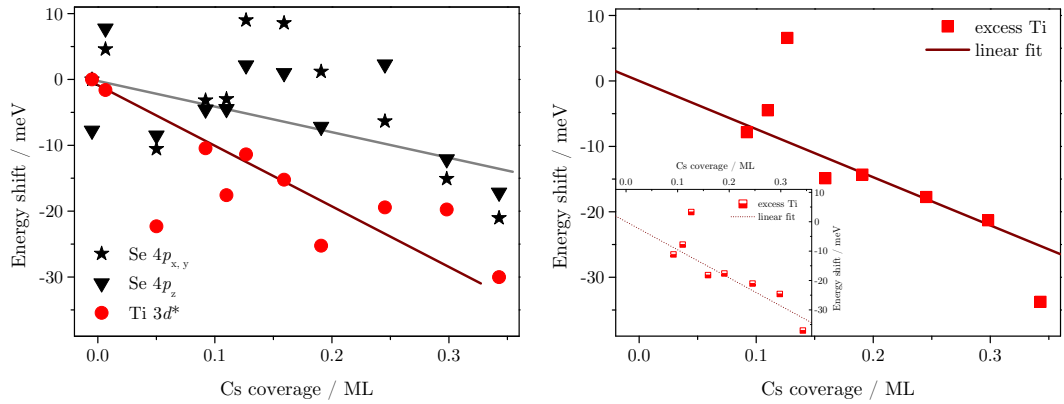 10
0
-10
-20
-30
Energy shift / meV
Se 4p x, y
Se 4p z
Ti 3d*
0.0 0.1 0.2 0.3
Cs coverage / ML
10
0
-10
-20
-30
Energy shift / meV
excess Ti
linear fit
Cs coverage / ML
0.0 0.1 0.2 0.3
excess Ti
linear fit
10
0
-10
-20
-30
Energy shift / meV
0.0 0.1 0.2 0.3
Cs coverage / ML